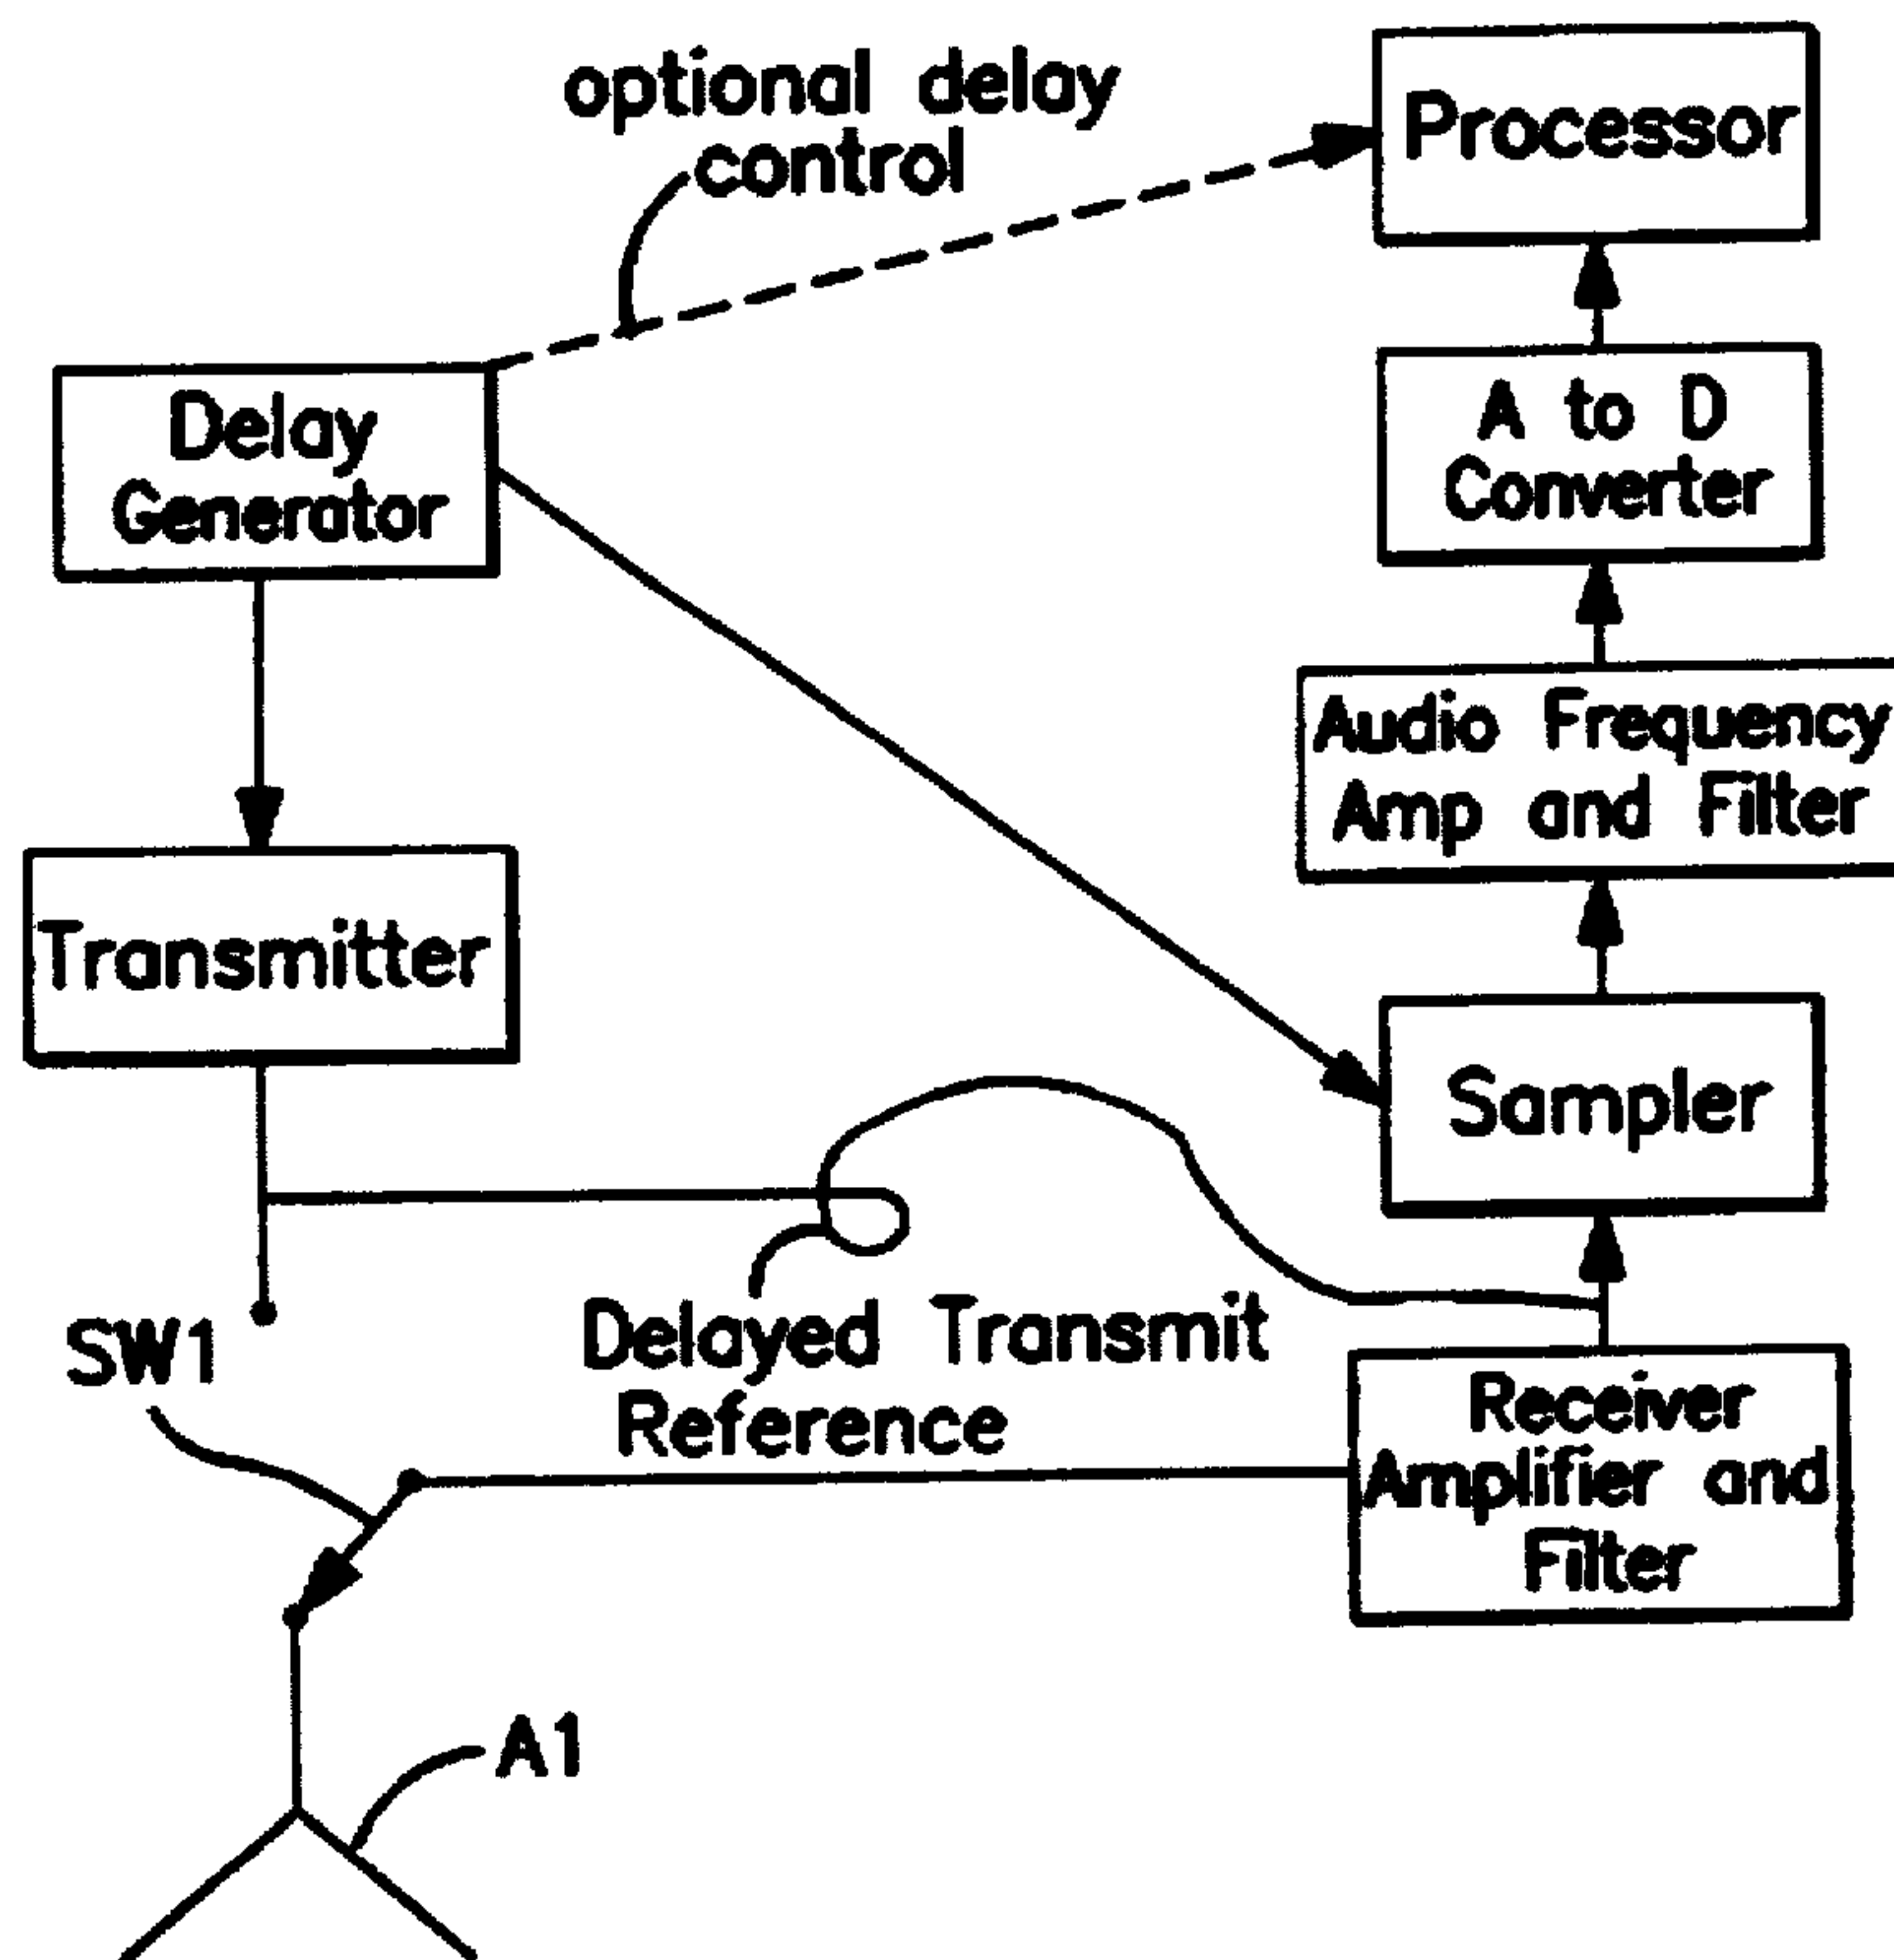 optional delay
control
Processor
Delay
Generator
A to D
Converter
Audio Frequency
Amp and Filter
Transmitter
Sampler
SW1
Delayed Transmit
Reference
Receiver
Amplifier and
Filter
A1